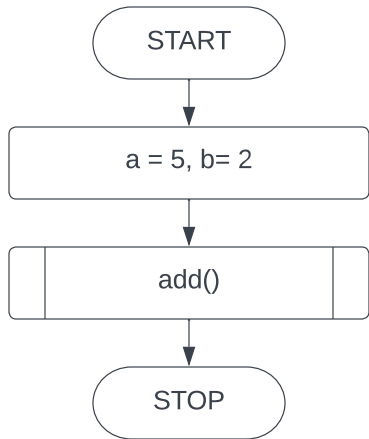 START
a = 5, b= 2
add()
STOP